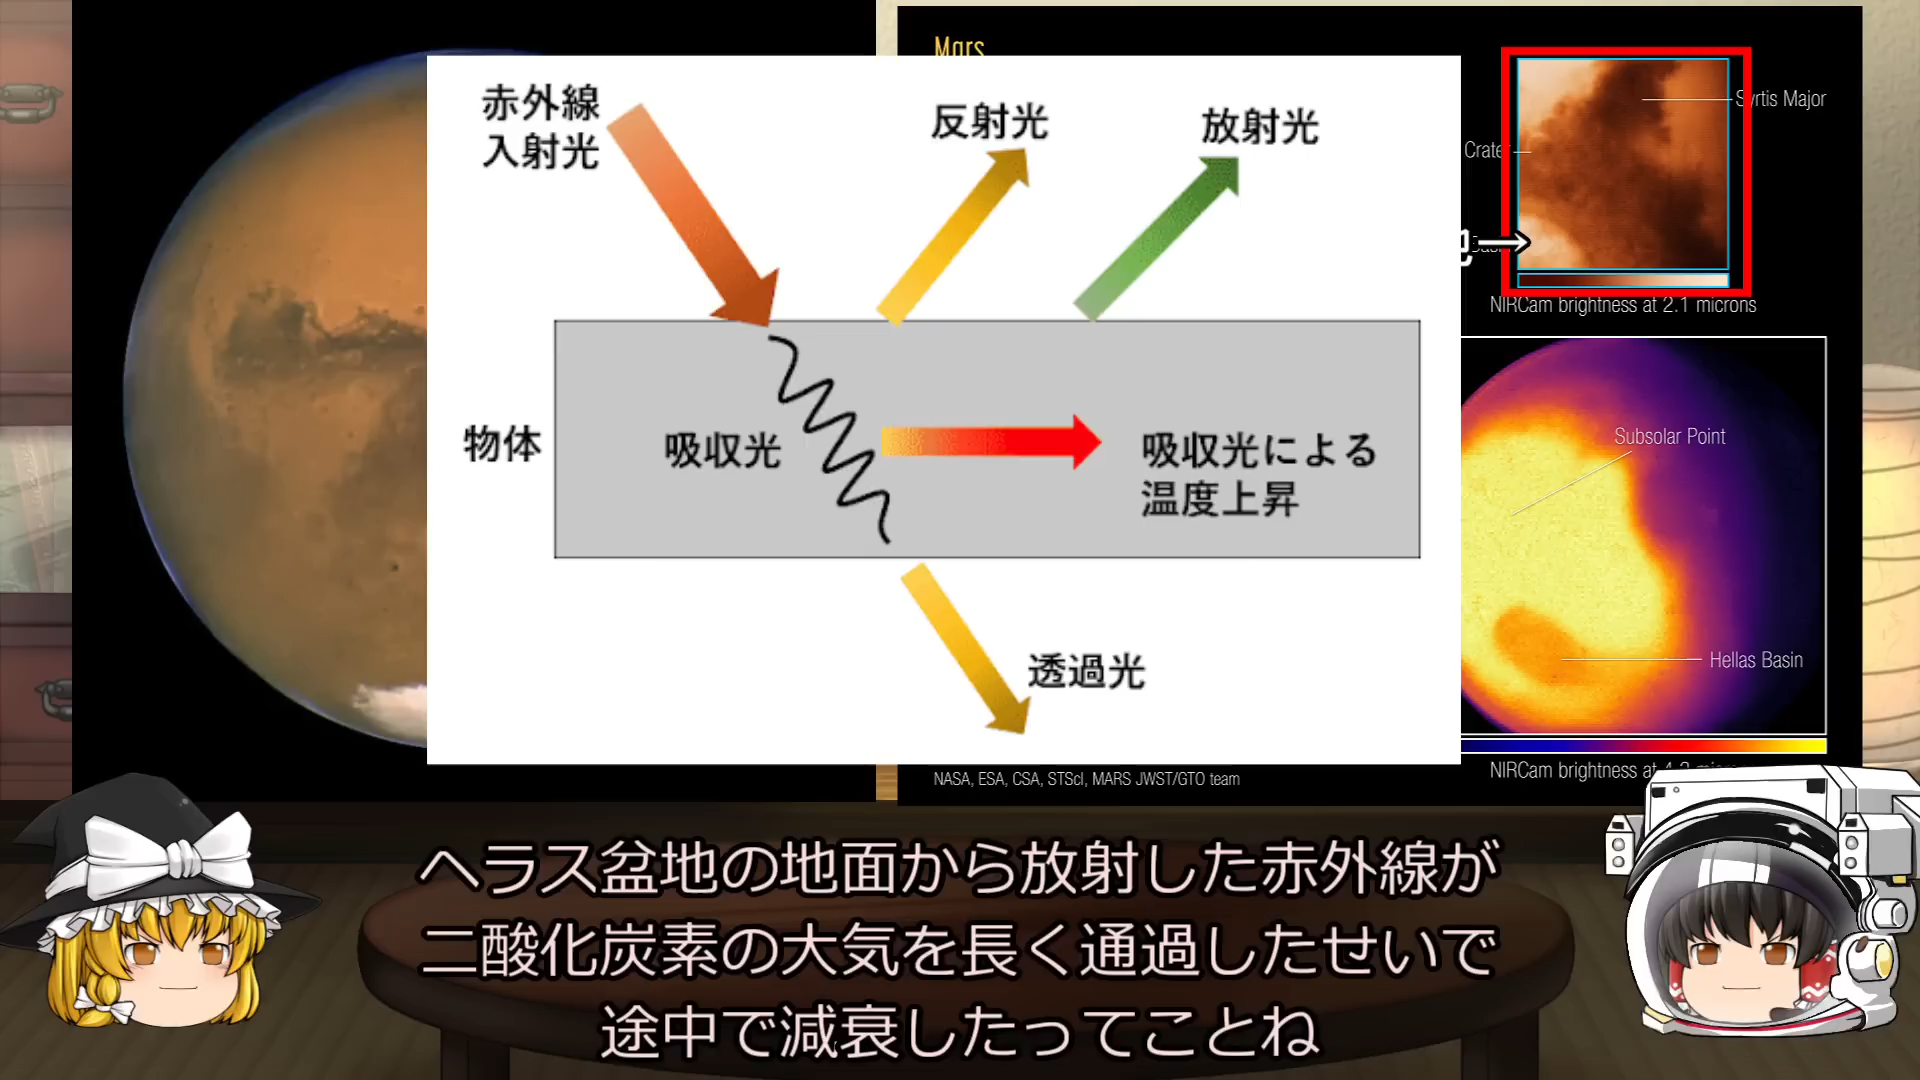 Mars
赤外線
入射光
反射光
放射光
物体
吸収光
吸収光による
温度上昇
透過光
Syrtis Major
Crater
NIRCam brightness at 2.1 microns
Subsolar Point
Hellas Basin
NIRCam brightness at
NASA, ESA, CSA, STScI, MARS JWST/GTO team
ヘラス盆地の地面から放射した赤外線が
二酸化炭素の大気を長く通過したせいで
途中で減衰したってことね